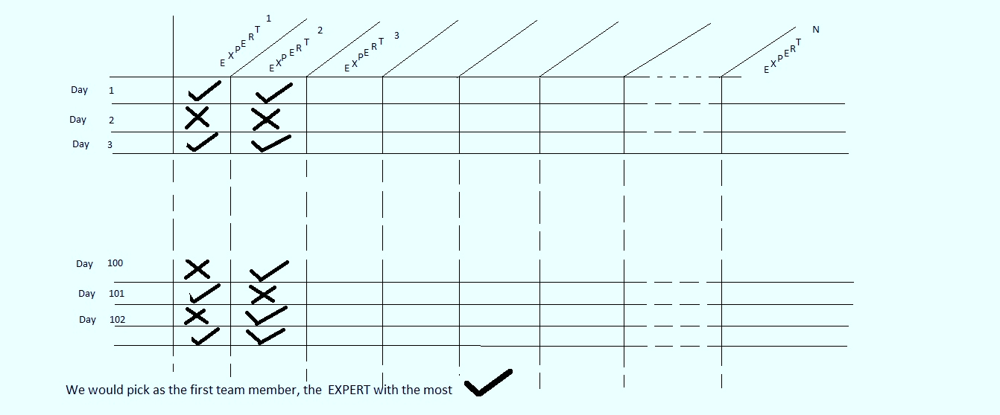 EXPERT 1
EXPERT 2
EXPERT 3
EXPERT N
Day 1
Day 2
Day 3
Day 100
Day 101
Day 102
We would pick as the first team member, the EXPERT with the most